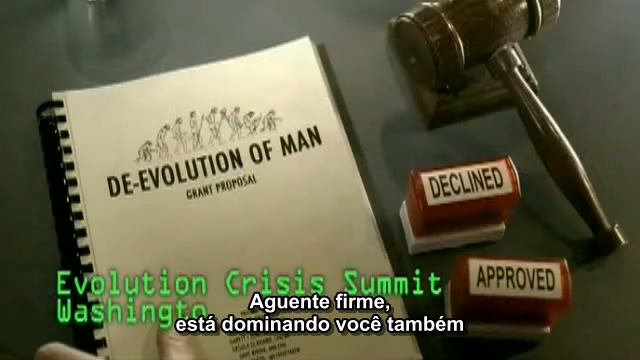 DE-EVOLUTION OF MAN
GRANT PROPOSAL
DECLINED
APPROVED
Evolution Crisis Summit
Washingto
Aguente firme,
está dominando você também